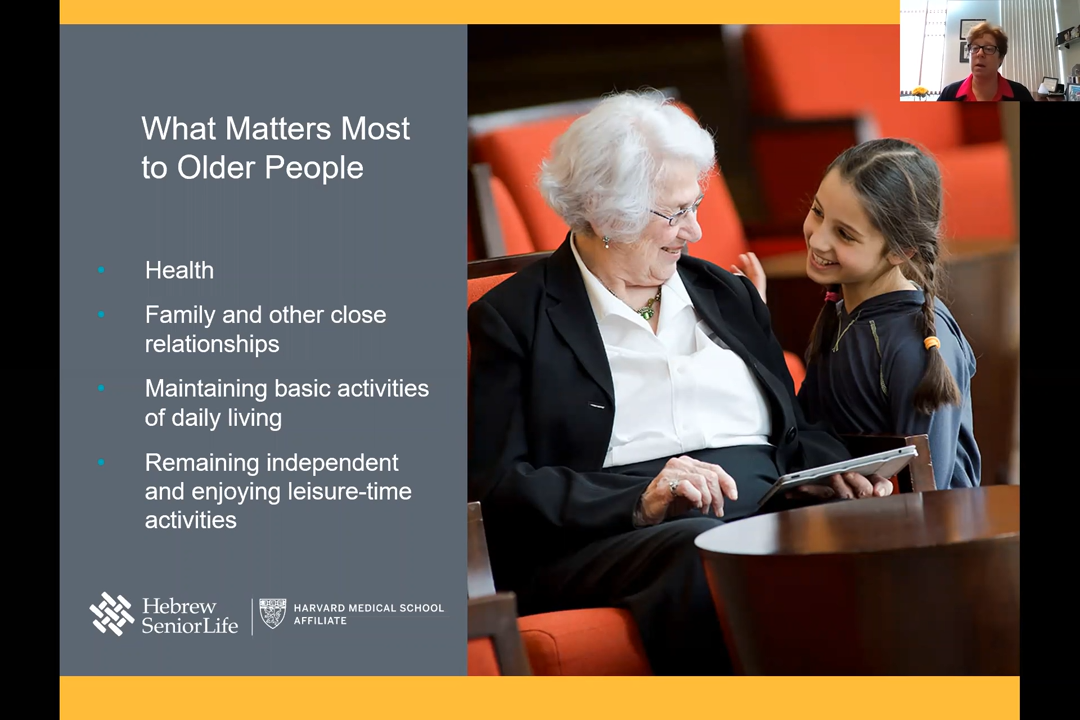 What Matters Most
to Older People
• Health
• Family and other close
relationships
• Maintaining basic activities
of daily living
• Remaining independent
and enjoying leisure-time
activities
Hebrew
SeniorLife
HARVARD MEDICAL SCHOOL
AFFILIATE